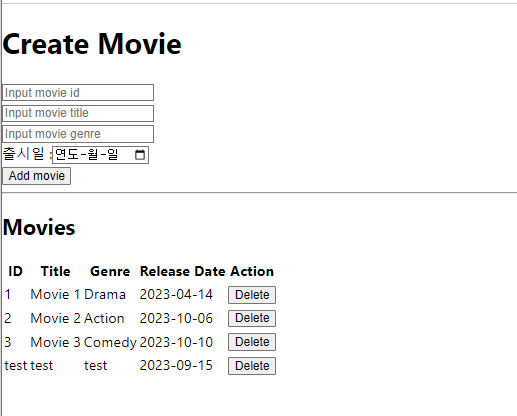 Create Movie
Input movie id
Input movie title
Input movie genre
출시일 : 연도-월-일
Add movie
Movies
ID Title Genre Release Date Action
1 Movie 1 Drama 2023-04-14 Delete
2 Movie 2 Action 2023-10-06 Delete
3 Movie 3 Comedy 2023-10-10 Delete
test test test 2023-09-15 Delete